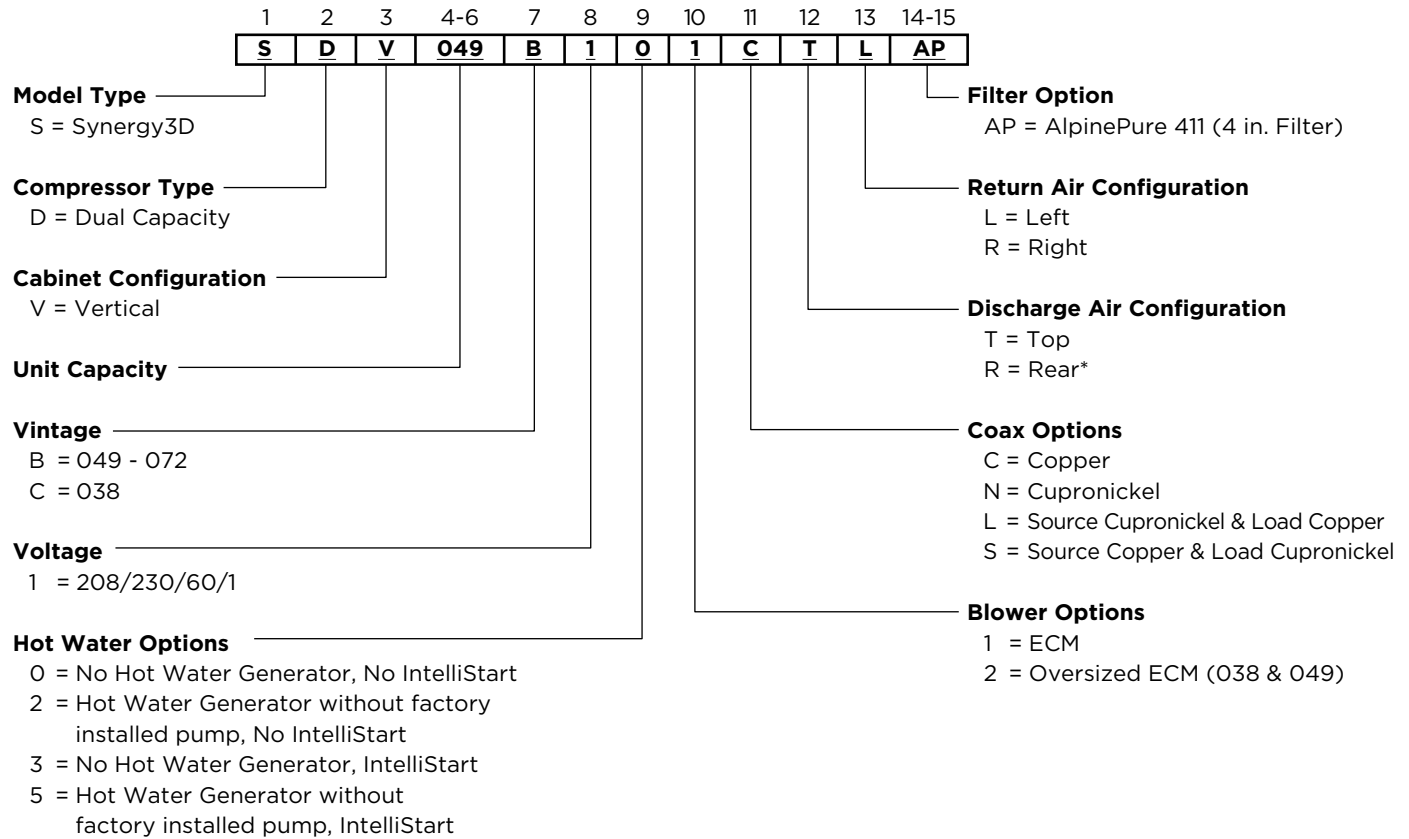 1 2 3 4-6 7 8 9 10 11 12 13 14-15
S D V 049 B 1 0 1 C T L AP
Model Type
S = Synergy3D
Compressor Type
D = Dual Capacity
Cabinet Configuration
V = Vertical
Unit Capacity
Vintage
B = 049 - 072
C = 038
Voltage
1 = 208/230/60/1
Hot Water Options
0 = No Hot Water Generator, No IntelliStart
2 = Hot Water Generator without factory
installed pump, No IntelliStart
3 = No Hot Water Generator, IntelliStart
5 = Hot Water Generator without
factory installed pump, IntelliStart
Filter Option
AP = AlpinePure 411 (4 in. Filter)
Return Air Configuration
L = Left
R = Right
Discharge Air Configuration
T = Top
R = Rear*
Coax Options
C = Copper
N = Cupronickel
L = Source Cupronickel & Load Copper
S = Source Copper & Load Cupronickel
Blower Options
1 = ECM
2 = Oversized ECM (038 & 049)